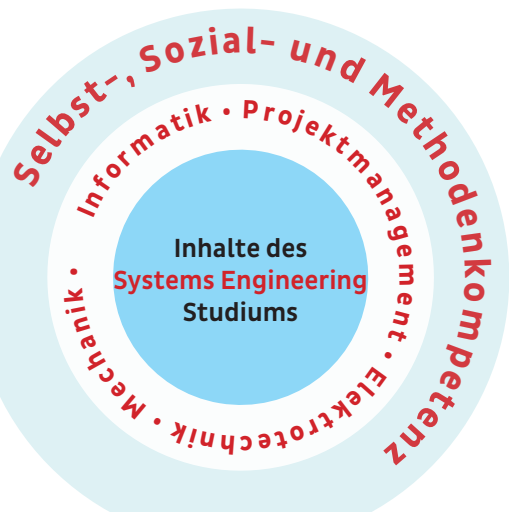 Selbst-, Sozial- und Methodenkompetenz
Informatik • Projektmanagement • Elektrotechnik • Mechanik •
Inhalte des
Systems Engineering
Studiums